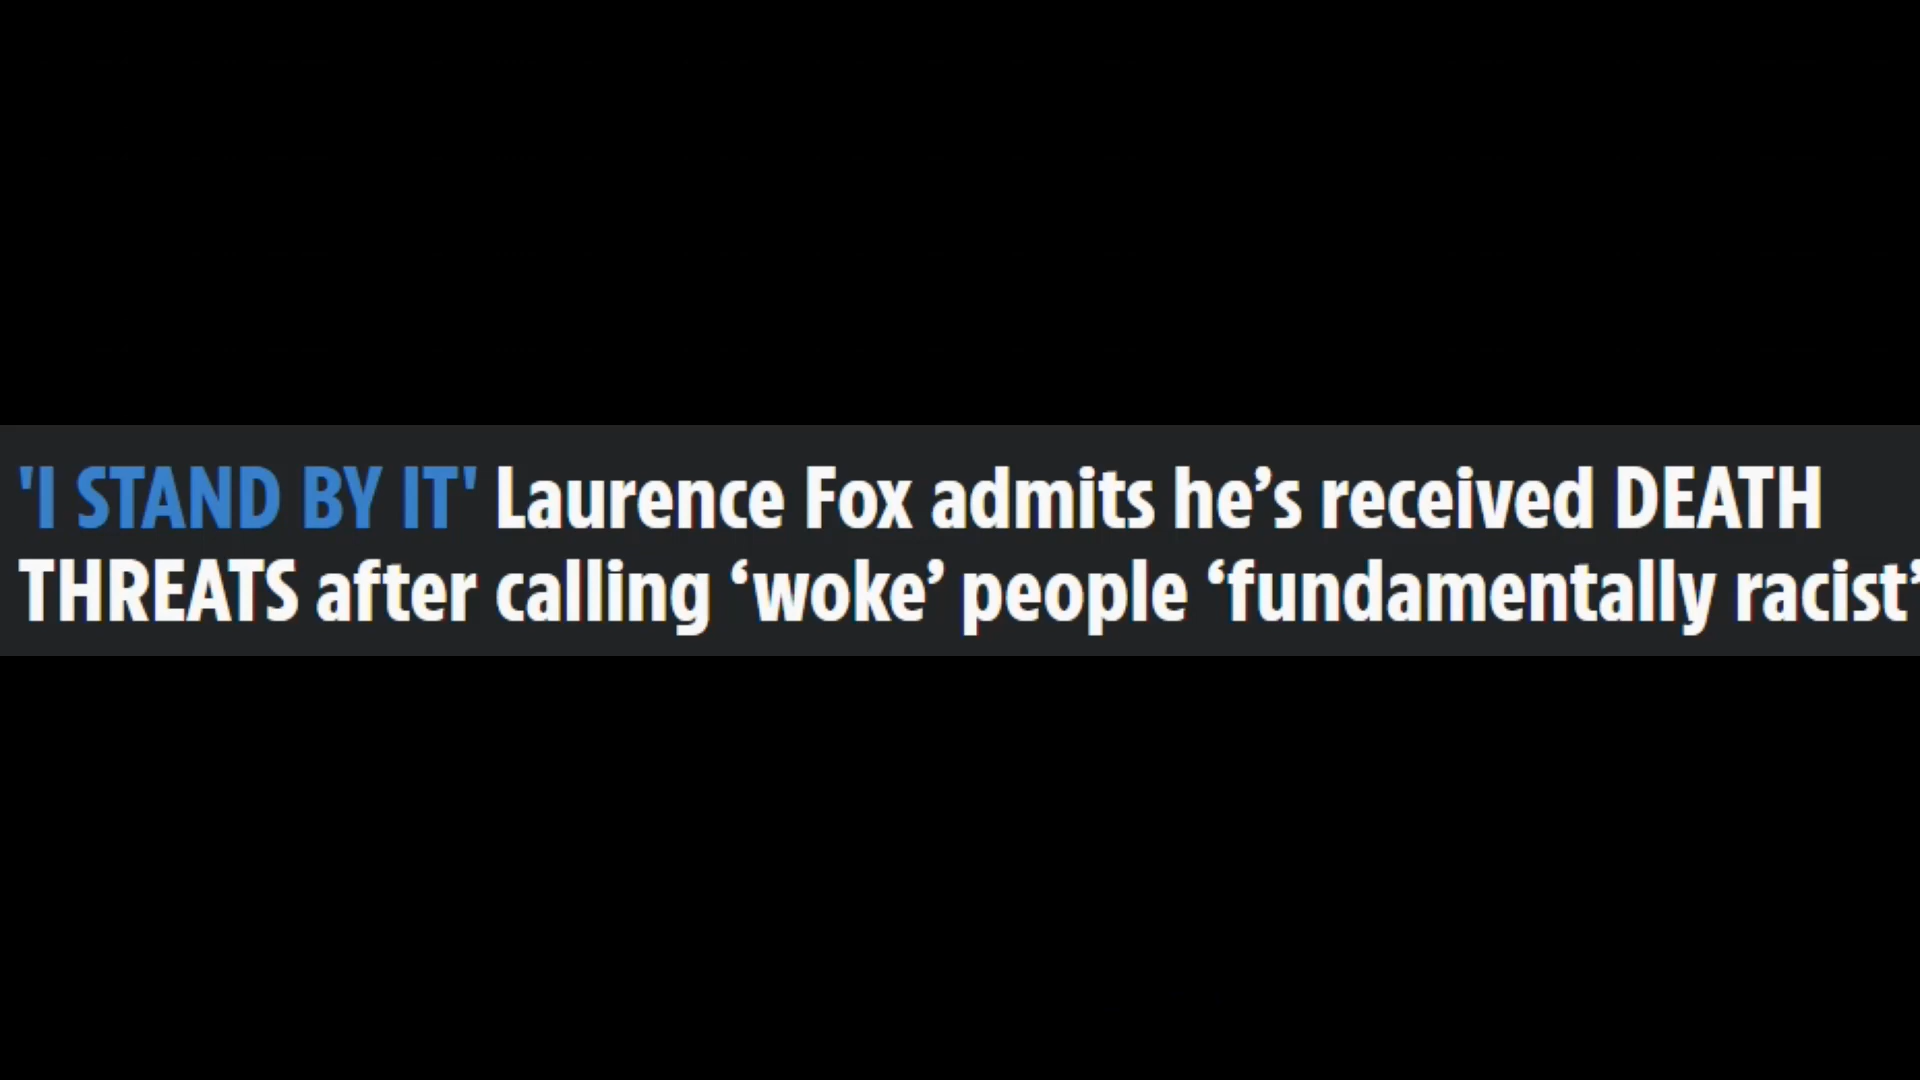 'I STAND BY IT' Laurence Fox admits he’s received DEATH
THREATS after calling ‘woke’ people ‘fundamentally racist’